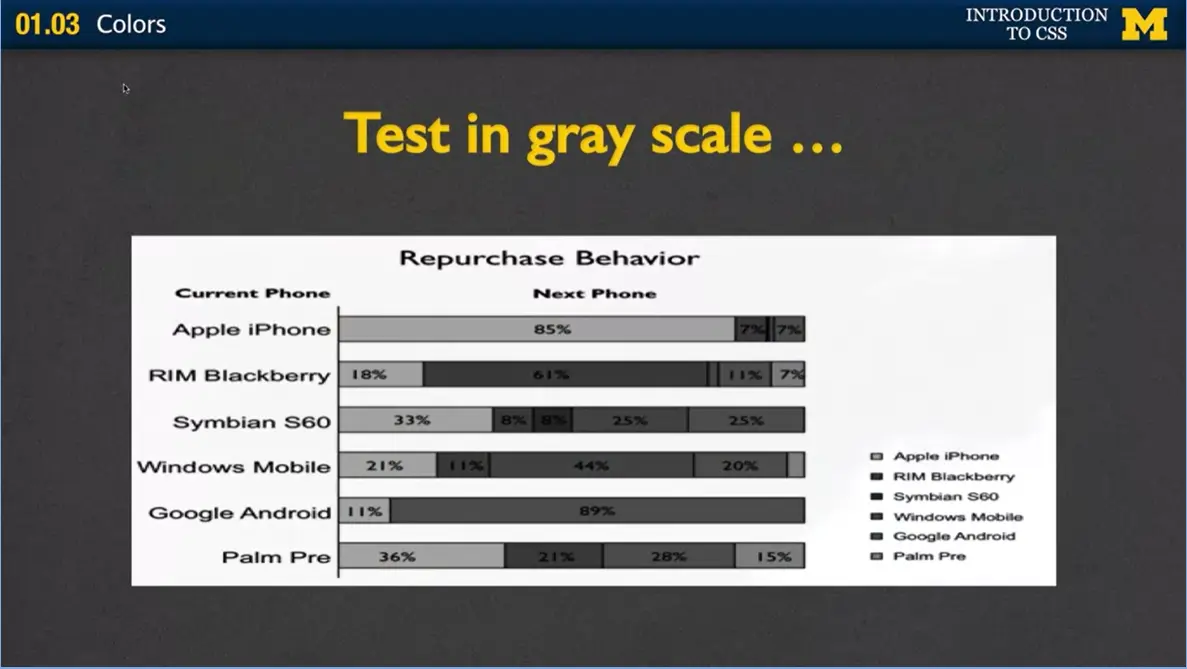 01.03 Colors
INTRODUCTION
TO CSS
M
Test in gray scale ...
Repurchase Behavior
Current Phone Next Phone
Apple iPhone 85% 7% 7%
RIM Blackberry 18% 61% 11% 7%
Symbian S60 33% 8% 8% 25% 25%
Windows Mobile 21% 11% 44% 20%
Google Android 11% 89%
Palm Pre 36% 21% 28% 15%
Apple iPhone
RIM Blackberry
Symbian S60
Windows Mobile
Google Android
Palm Pre